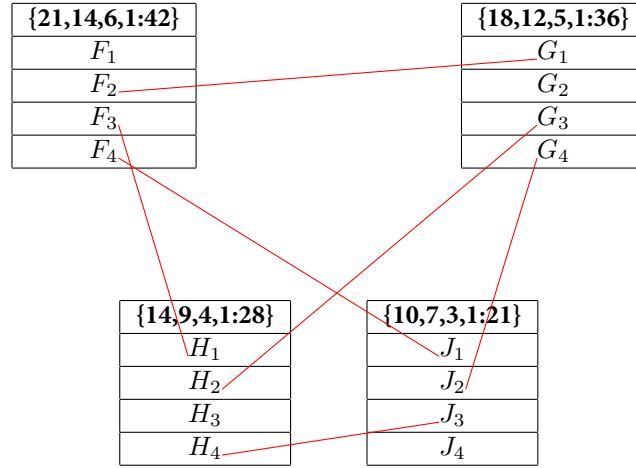 {21,14,6,1:42}
F₁
F₂
F₃
F₄
{18,12,5,1:36}
G₁
G₂
G₃
G₄
{14,9,4,1:28}
H₁
H₂
H₃
H₄
{10,7,3,1:21}
J₁
J₂
J₃
J₄